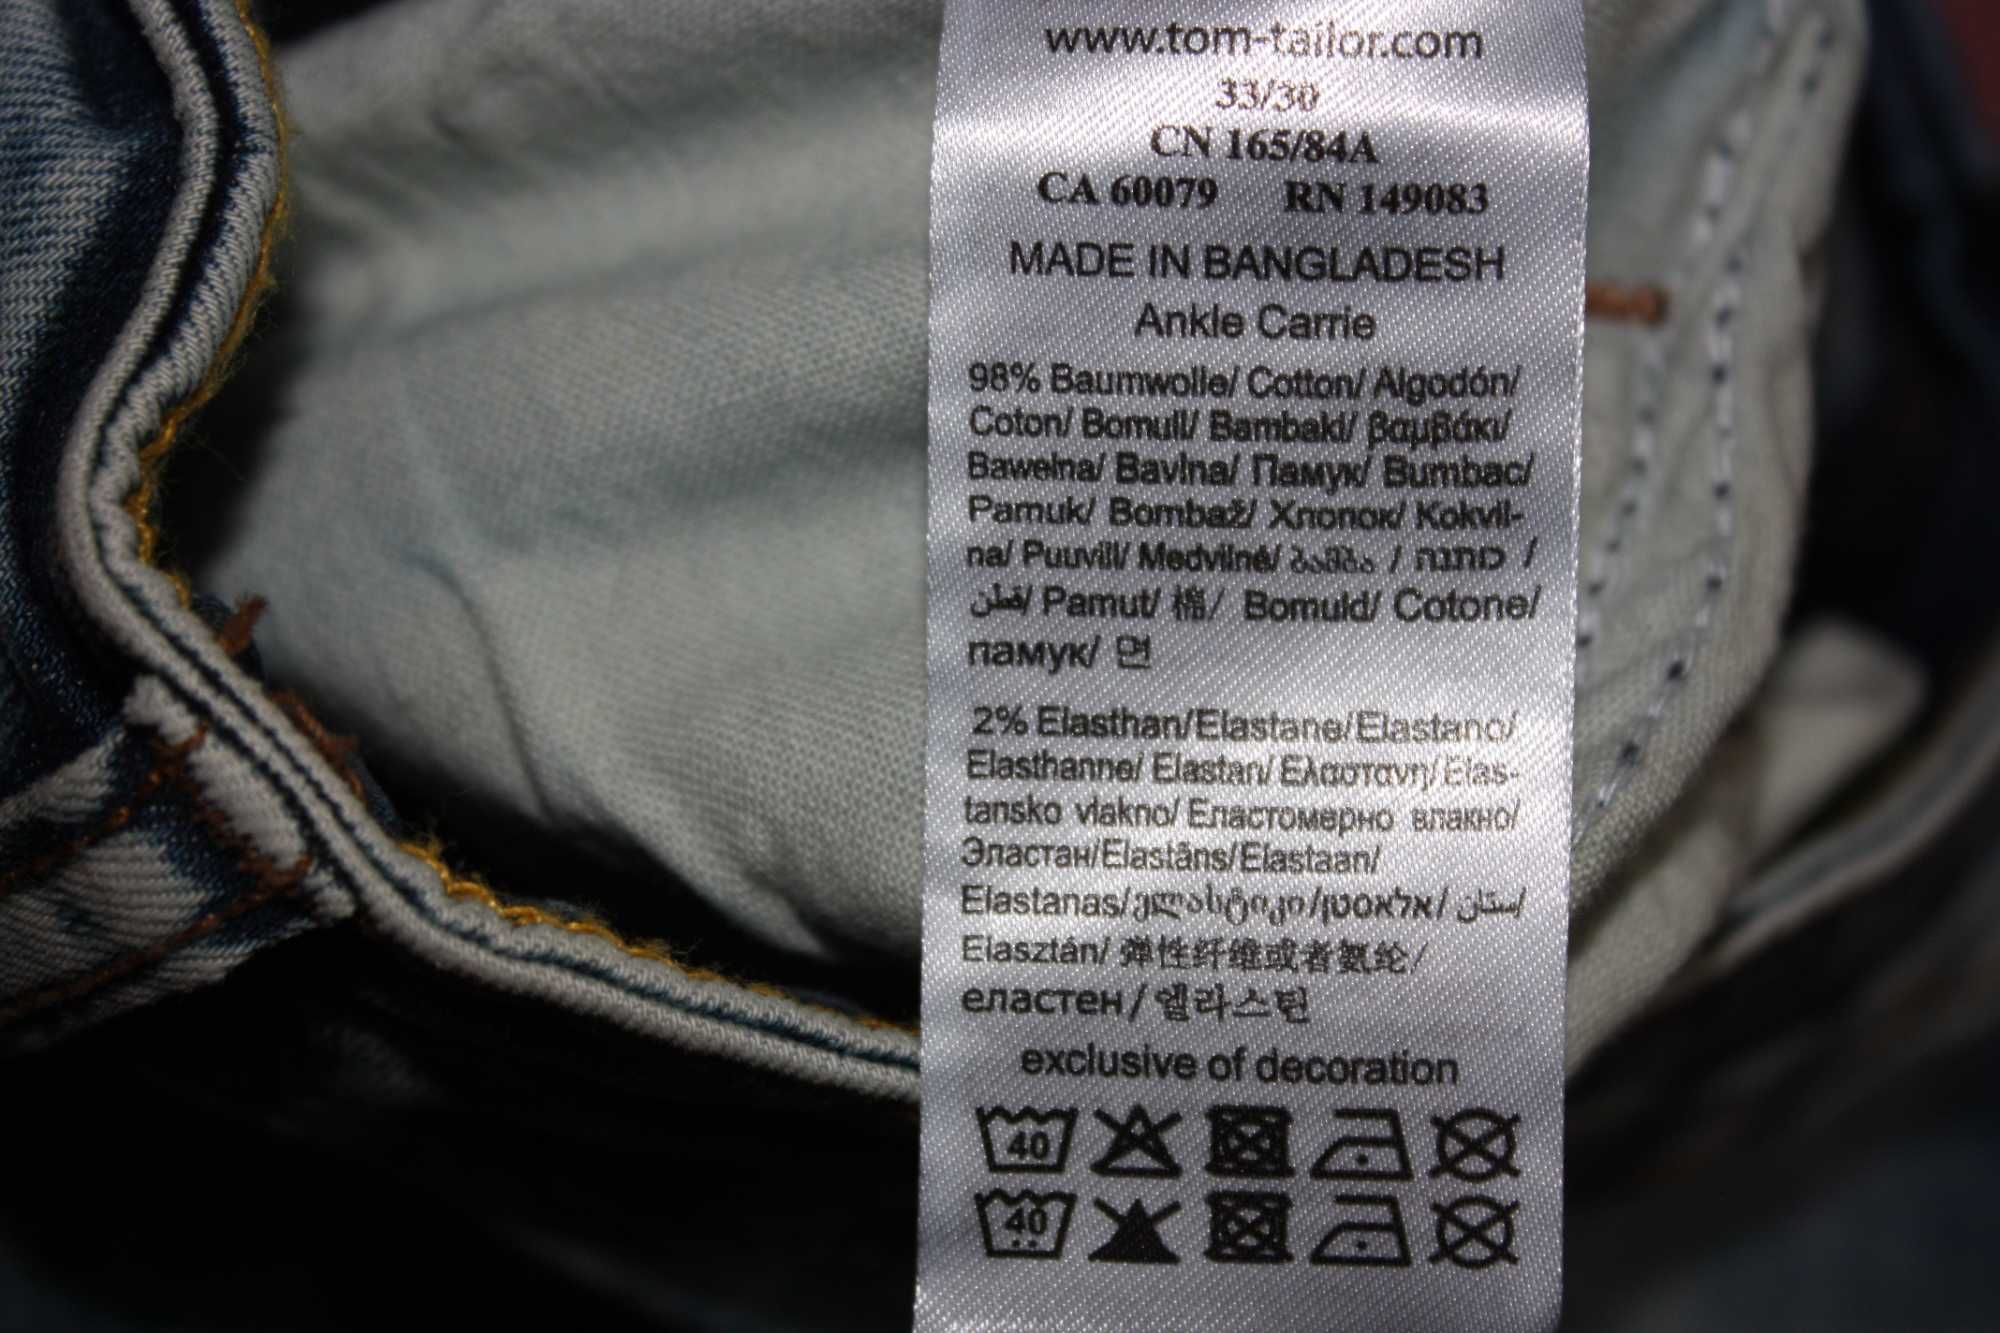 www.tom-tailor.com
33/30
CN 165/84A
CA 60079 RN 149083
MADE IN BANGLADESH
Ankle Carrie
98% Baumwolle/ Cotton/ Algodón/
Coton/ Bomull/ Bambaki/ βαμβάκι/
Bawełna/ Bavlna/ Памук/ Bumbac/
Pamuk/ Bombaž/ Хлопок/ Kokvil-
na/ Puuvill/ Medvilnė/ ბამბა / כותנה /
قطن/ Pamut/ 棉/ Bomuld/ Cotone/
памук/ 면
2% Elasthan/Elastane/Elastano/
Elasthanne/ Elastan/ Ελαστανη/ Elas-
tansko vlakno/ Еластомерно влакно/
Эластан/Elastāns/Elastaan/
Elastanas/ელასტიკი/אלאסטן/ ستان/
Elasztán/ 弹性纤维或者氨纶/
еластен/ 엘라스틴
exclusive of decoration
40
40